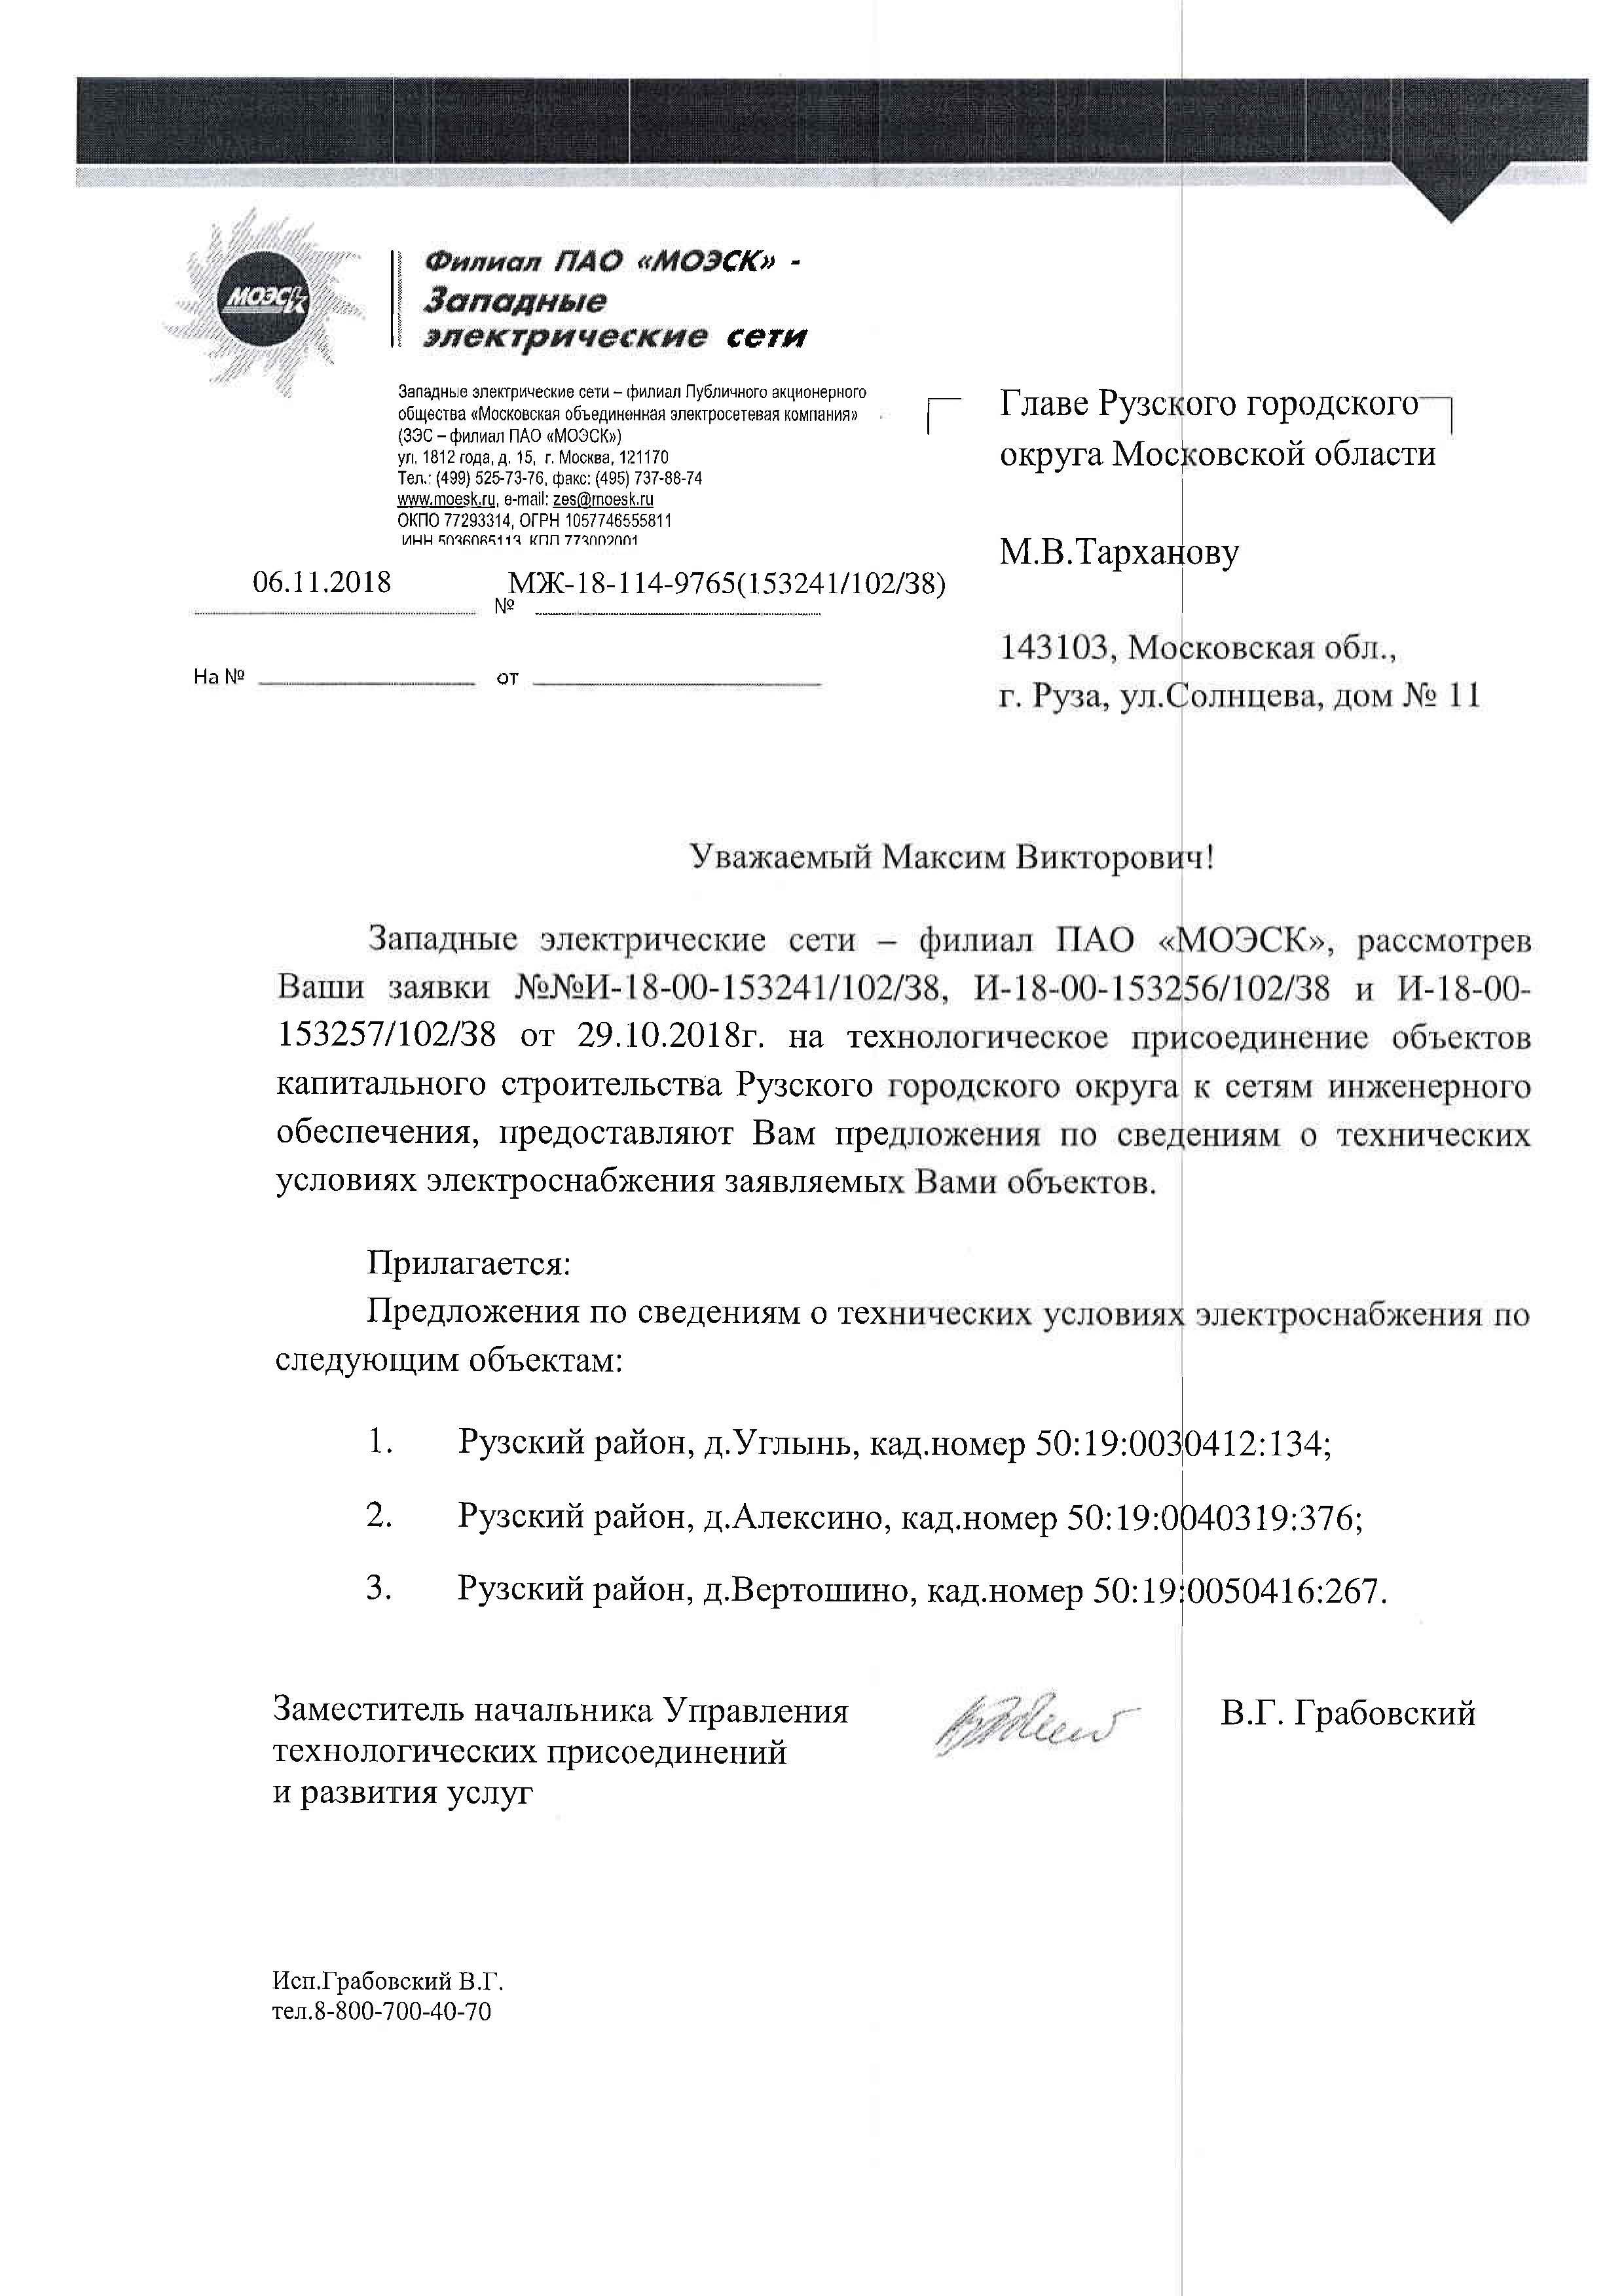 МОЭСК
Филиал ПАО «МОЭСК» -
Западные
электрические сети
Западные электрические сети – филиал Публичного акционерного
общества «Московская объединенная электросетевая компания»
(ЗЭС – филиал ПАО «МОЭСК»)
ул. 1812 года, д. 15, г. Москва, 121170
Тел.: (499) 525-73-76, факс: (495) 737-88-74
www.moesk.ru, e-mail: zes@moesk.ru
ОКПО 77293314, ОГРН 1057746555811
ИНН 5036065113, КПП 773002001
06.11.2018 № МЖ-18-114-9765(153241/102/З8)
На № от
Главе Рузского городского
округа Московской области
М.В.Тарханову
143103, Московская обл.,
г. Руза, ул.Солнцева, дом № 11
Уважаемый Максим Викторович!
Западные электрические сети – филиал ПАО «МОЭСК», рассмотрев
Ваши заявки №№И-18-00-153241/102/З8, И-18-00-153256/102/З8 и И-18-00-
153257/102/З8 от 29.10.2018г. на технологическое присоединение объектов
капитального строительства Рузского городского округа к сетям инженерного
обеспечения, предоставляют Вам предложения по сведениям о технических
условиях электроснабжения заявляемых Вами объектов.
Прилагается:
Предложения по сведениям о технических условиях электроснабжения по
следующим объектам:
1. Рузский район, д.Углынь, кад.номер 50:19:0030412:134;
2. Рузский район, д.Алексино, кад.номер 50:19:0040319:376;
3. Рузский район, д.Вертошино, кад.номер 50:19:0050416:267.
Заместитель начальника Управления
технологических присоединений
и развития услуг
В.Г. Грабовский
Исп.Грабовский В.Г.
тел.8-800-700-40-70